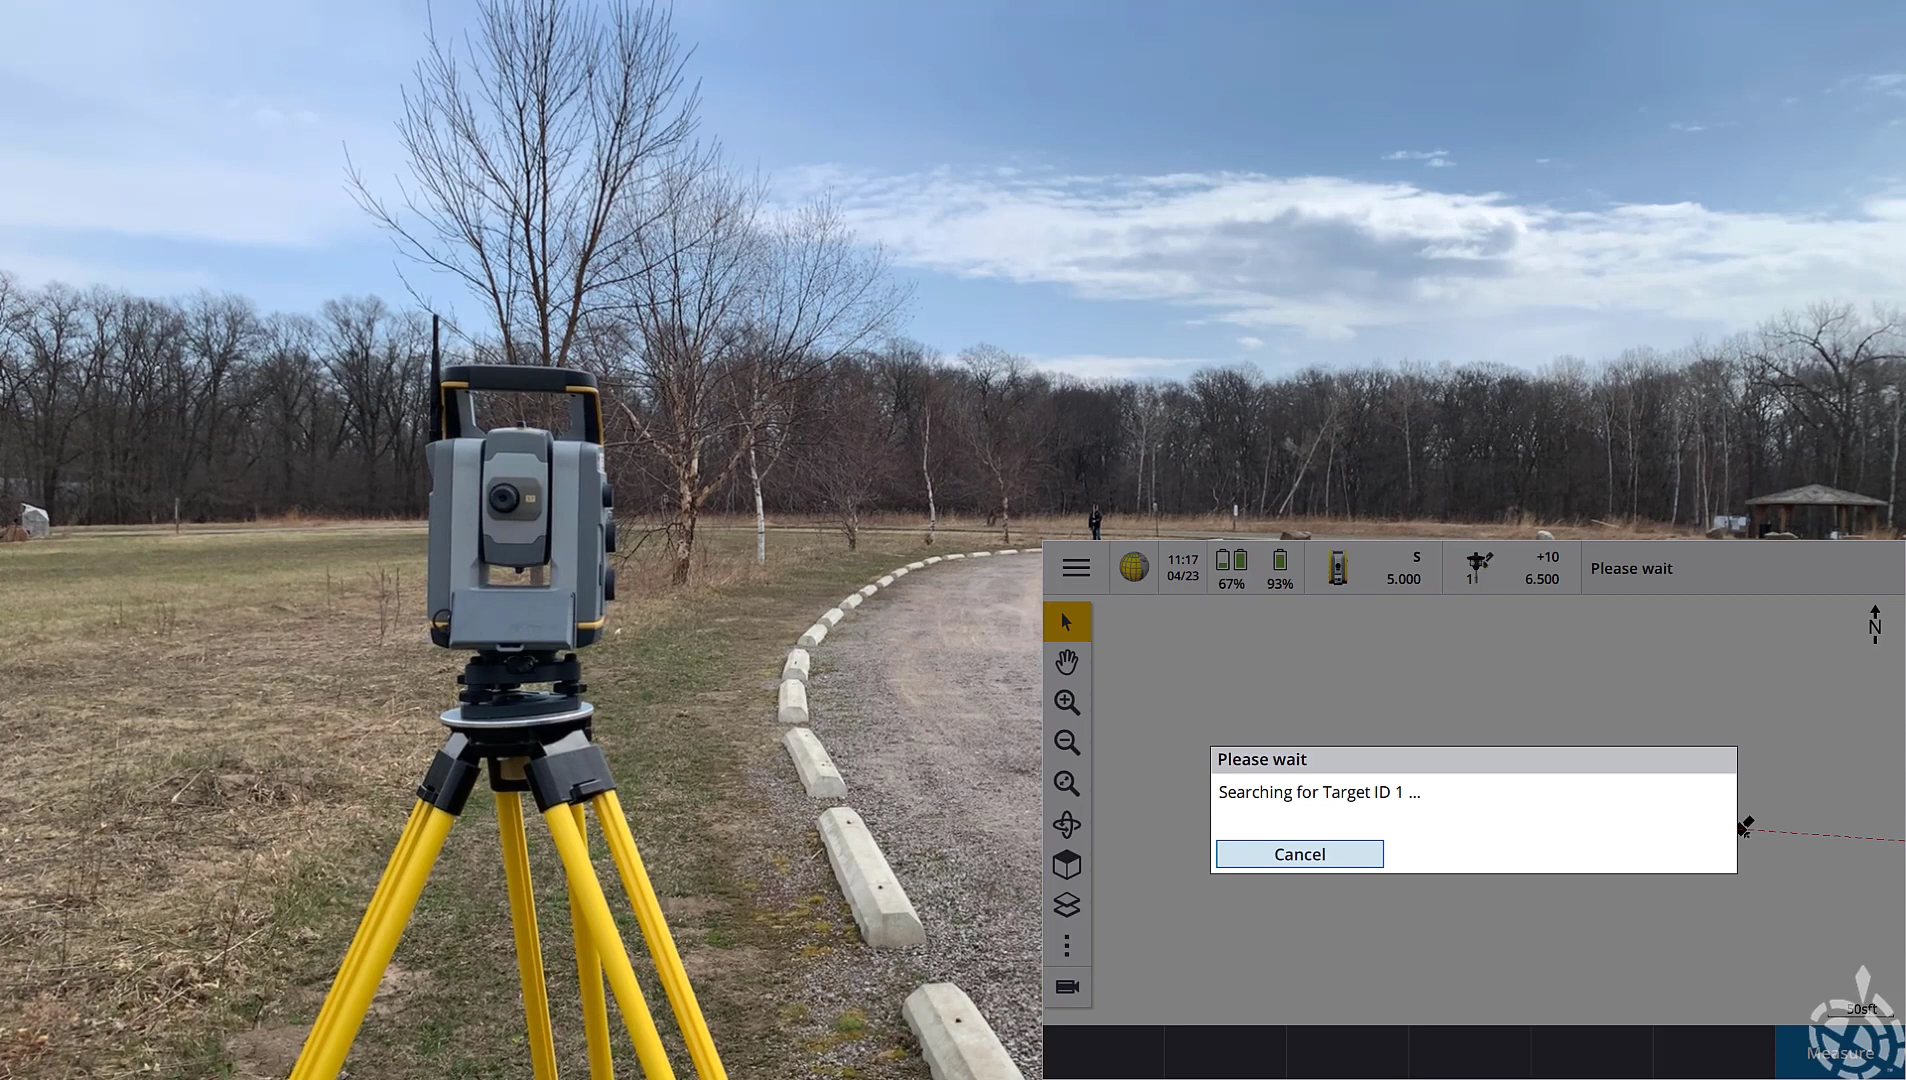 11:17
04/23
67%
93%
S
5.000
1
+10
6.500
Please wait
N
Please wait
Searching for Target ID 1 ...
Cancel
50sft
Measure